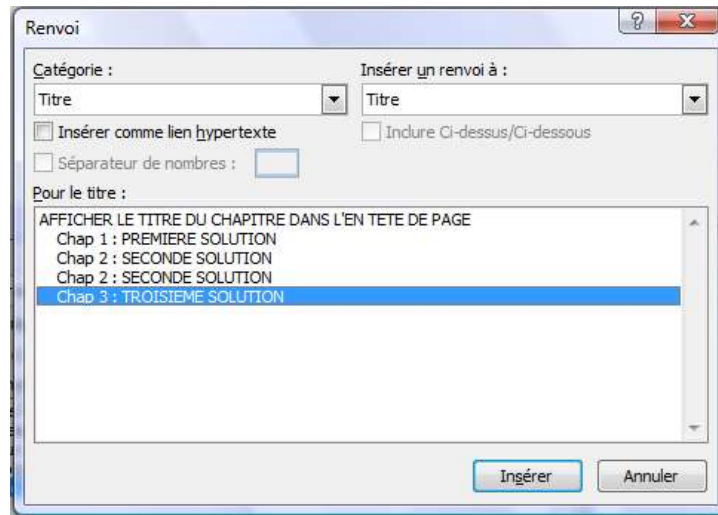 Renvoi
Catégorie :
Insérer un renvoi à :
Titre
Titre
Insérer comme lien hypertexte
Inclure Ci-dessus/Ci-dessous
Séparateur de nombres :
Pour le titre :
AFFICHER LE TITRE DU CHAPITRE DANS L'EN TETE DE PAGE
Chap 1 : PREMIERE SOLUTION
Chap 2 : SECONDE SOLUTION
Chap 2 : SECONDE SOLUTION
Chap 3 : TROISIEME SOLUTION
Insérer
Annuler